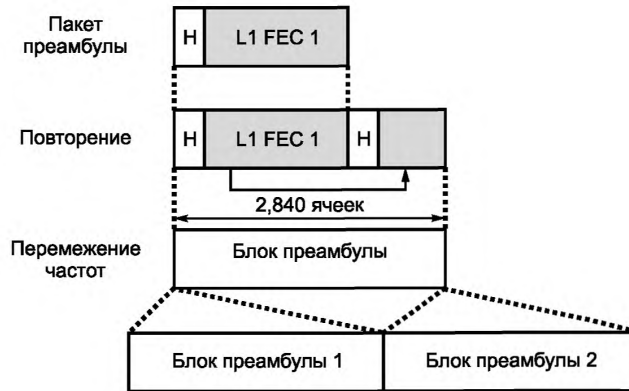 Пакет
преамбулы
H
L1 FEC 1
Повторение
H
L1 FEC 1
H
2,840 ячеек
Перемежение
частот
Блок преамбулы
Блок преамбулы 1
Блок преамбулы 2